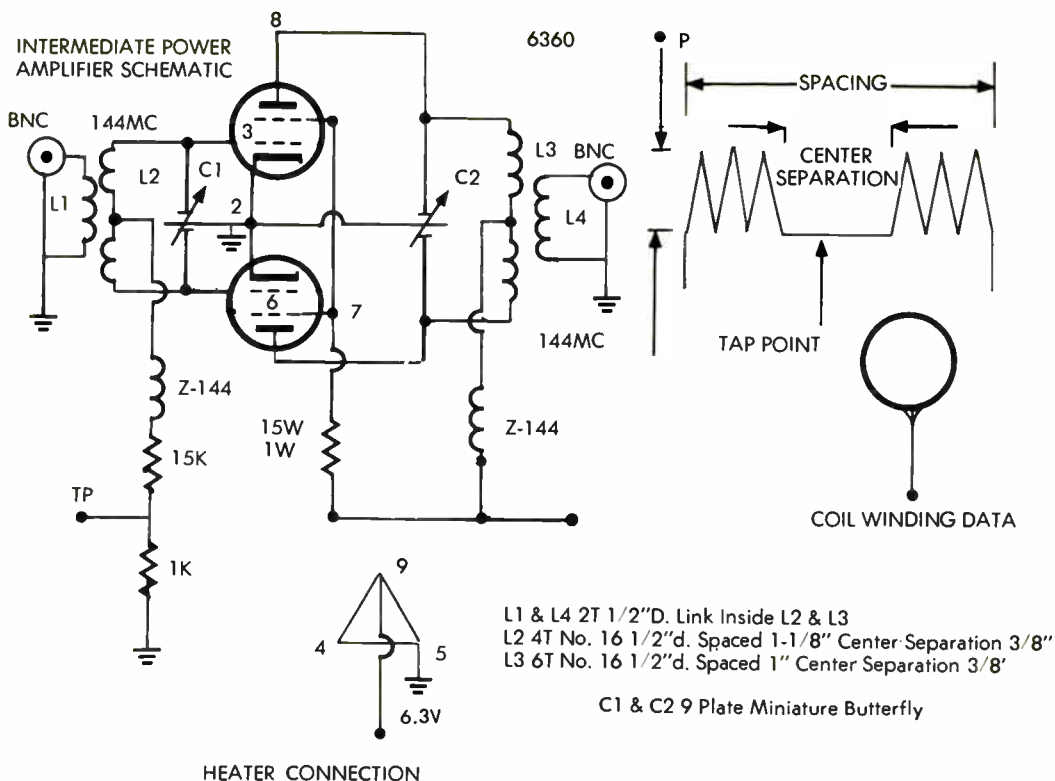 INTERMEDIATE POWER
AMPLIFIER SCHEMATIC
8
6360
P
SPACING
BNC
144MC
3
L3
BNC
CENTER
SEPARATION
L1
L2
C1
2
C2
L4
6
7
144MC
TAP POINT
Z-144
15W
1W
Z-144
15K
TP
COIL WINDING DATA
1K
9
4
5
6.3V
L1 & L4 2T 1/2"D. Link Inside L2 & L3
L2 4T No. 16 1/2"d. Spaced 1-1/8" Center Separation 3/8"
L3 6T No. 16 1/2"d. Spaced 1" Center Separation 3/8'
C1 & C2 9 Plate Miniature Butterfly
HEATER CONNECTION